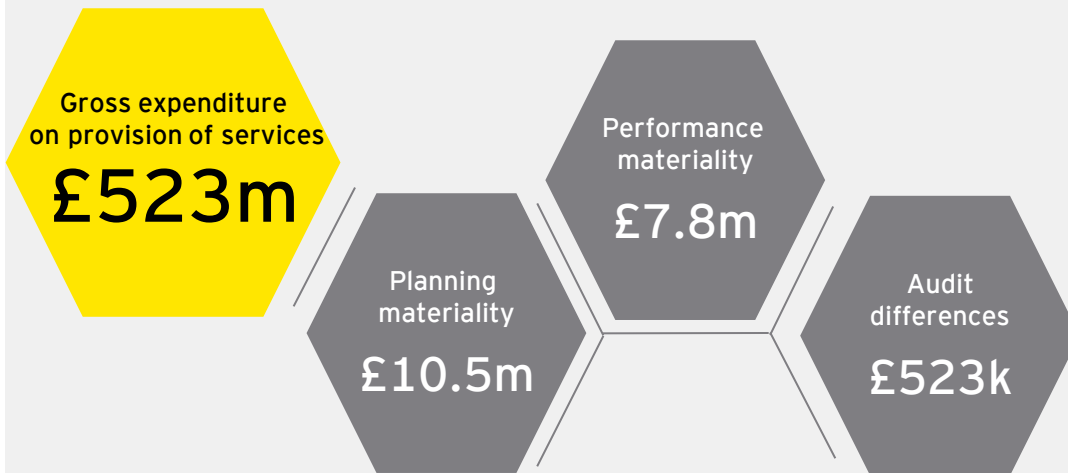 Gross expenditure
on provision of services
£523m
Planning
materiality
£10.5m
Performance
materiality
£7.8m
Audit
differences
£523k